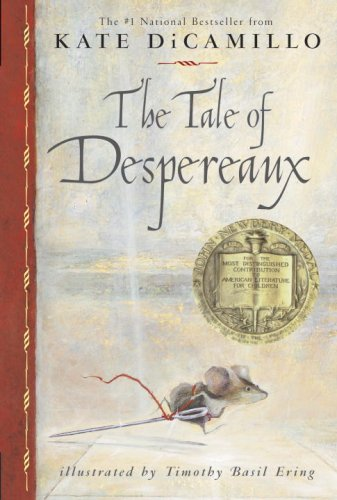 The #1 National Bestseller from
KATE DiCAMILLO
The Tale of
Despereaux
JOHN NEWBERY MEDAL
FOR THE
MOST DISTINGUISHED
CONTRIBUTION
TO
AMERICAN LITERATURE
FOR CHILDREN
illustrated by Timothy Basil Ering